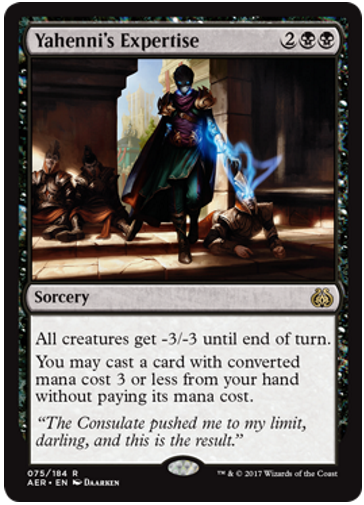 Yahenni's Expertise 2
Sorcery
All creatures get -3/-3 until end of turn.
You may cast a card with converted
mana cost 3 or less from your hand
without paying its mana cost.
“The Consulate pushed me to my limit,
darling, and this is the result.”
075/184 R
™ & © 2017 Wizards of the Coast
AER • EN DAARKEN